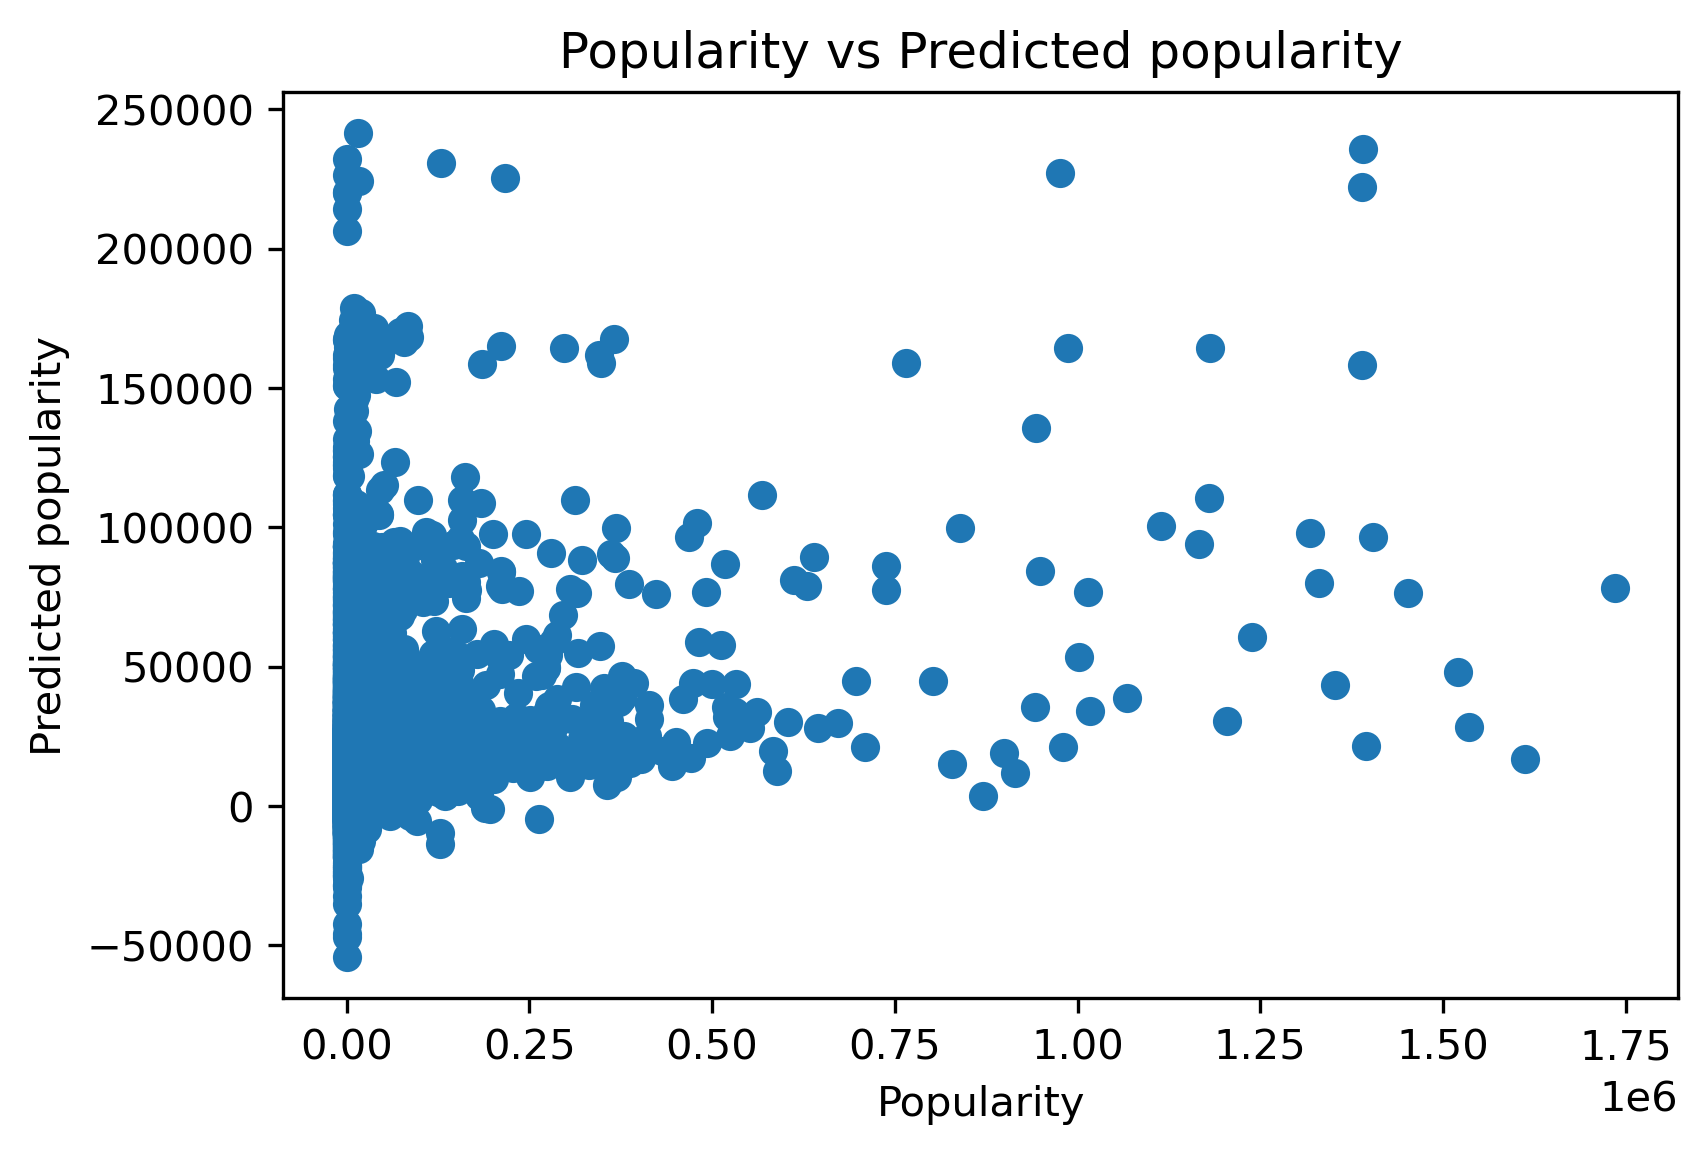 Popularity vs Predicted popularity
250000
200000
150000
100000
50000
0
−50000
Predicted popularity
0.00 0.25 0.50 0.75 1.00 1.25 1.50 1.75
1e6
Popularity